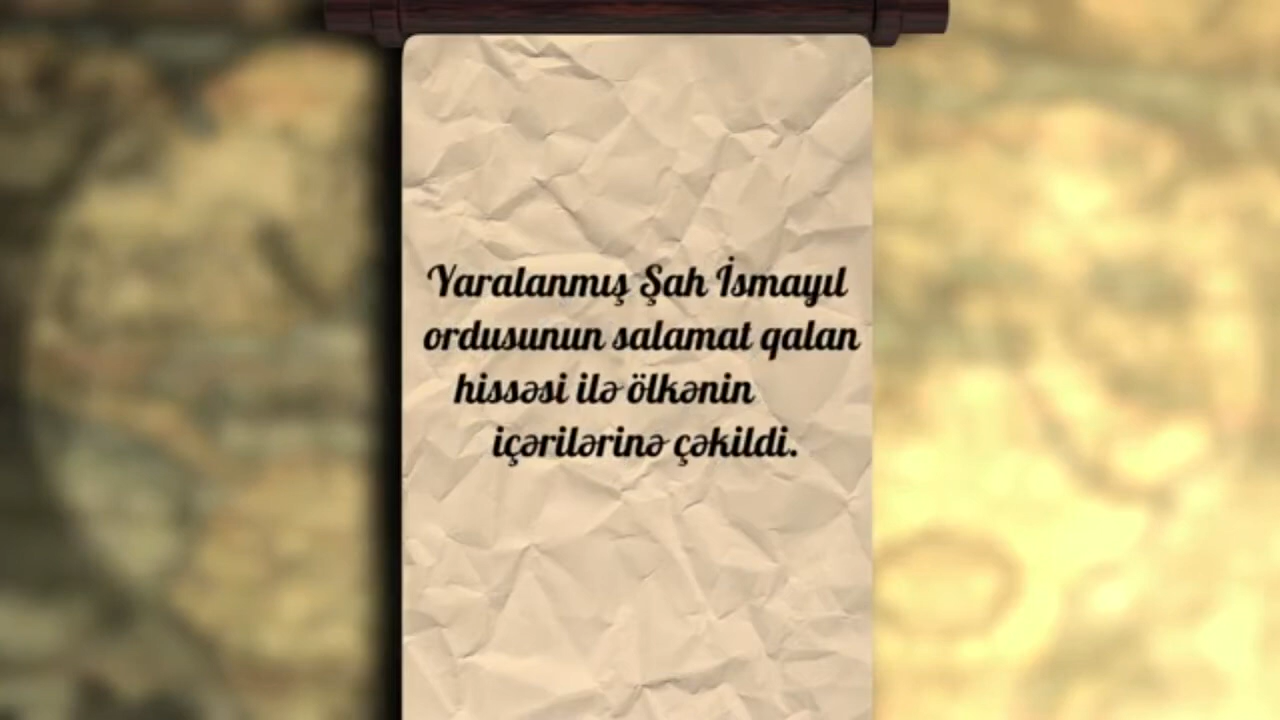 Yaralanmış Şah İsmayıl
ordusunun salamat qalan
hissəsi ilə ölkənin
içərilərinə çəkildi.